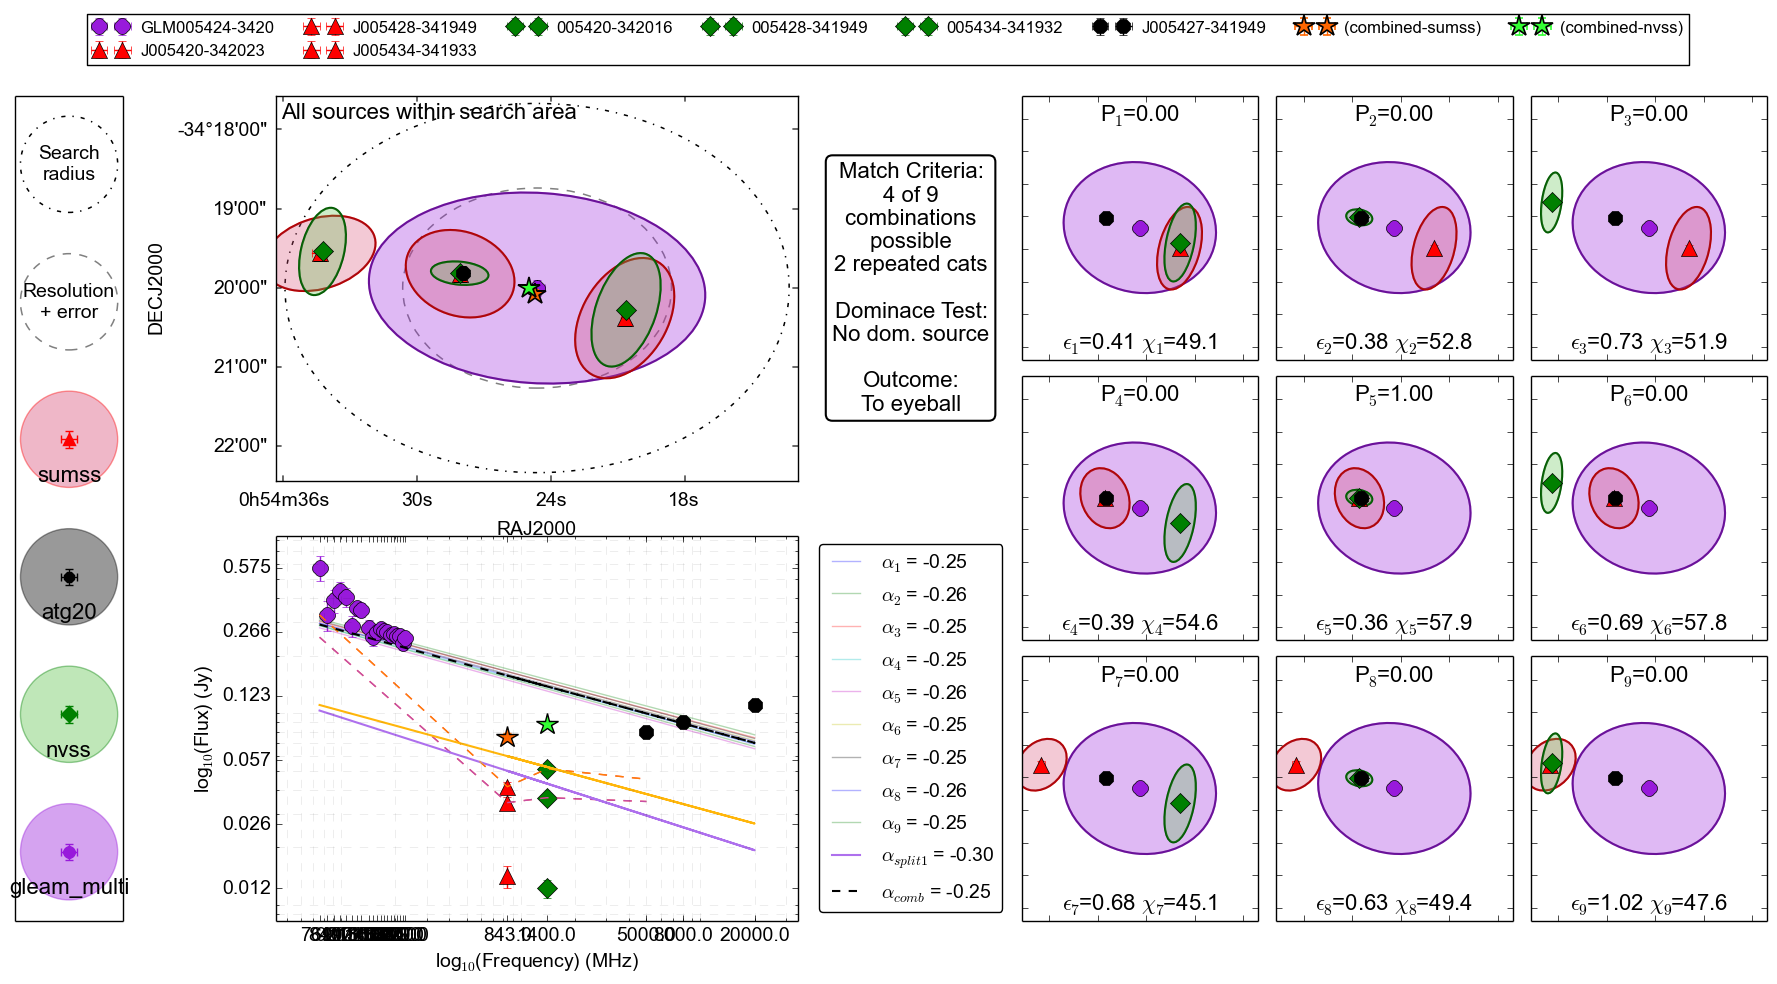 GLM005424-3420 J005428-341949 005420-342016 005428-341949 005434-341932 J005427-341949 (combined-sumss) (combined-nvss)
J005420-342023 J005434-341933
Search
radius
Resolution
+ error
sumss
atg20
nvss
gleam_multi
All sources within search area
DECJ2000
-34°18'00"
19'00"
20'00"
21'00"
22'00"
0h54m36s 30s 24s 18s
RAJ2000
Match Criteria:
4 of 9
combinations
possible
2 repeated cats
Dominace Test:
No dom. source
Outcome:
To eyeball
log10(Flux) (Jy)
0.575
0.266
0.123
0.057
0.026
0.012
843.0 1400.0 5000.0 8000.0 20000.0
log10(Frequency) (MHz)
α1 = -0.25
α2 = -0.26
α3 = -0.25
α4 = -0.25
α5 = -0.26
α6 = -0.25
α7 = -0.25
α8 = -0.26
α9 = -0.25
αsplit1 = -0.30
αcomb = -0.25
P1=0.00
ϵ1=0.41 χ1=49.1
P2=0.00
ϵ2=0.38 χ2=52.8
P3=0.00
ϵ3=0.73 χ3=51.9
P4=0.00
ϵ4=0.39 χ4=54.6
P5=1.00
ϵ5=0.36 χ5=57.9
P6=0.00
ϵ6=0.69 χ6=57.8
P7=0.00
ϵ7=0.68 χ7=45.1
P8=0.00
ϵ8=0.63 χ8=49.4
P9=0.00
ϵ9=1.02 χ9=47.6